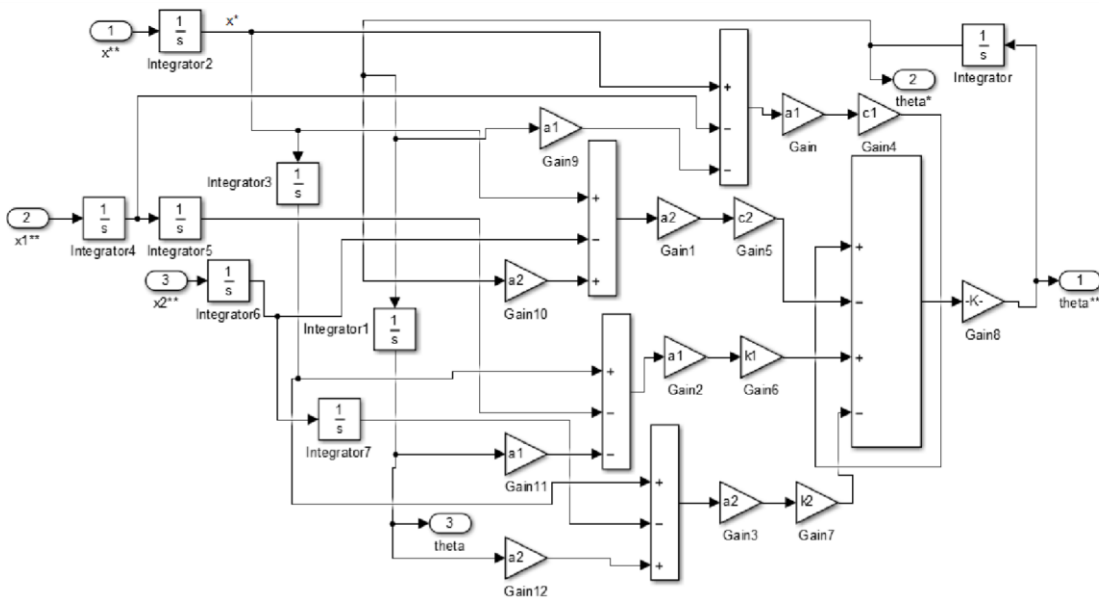 1
x**
1
s
Integrator2
x*
1
s
Integrator
2
theta*
+
−
−
a1
Gain
c1
Gain4
a1
Gain9
Integrator3
1
s
2
x1**
1
s
Integrator4
1
s
Integrator5
+
−
+
a2
Gain1
c2
Gain5
3
x2**
1
s
Integrator6
a2
Gain10
Integrator1
1
s
+
−
+
−
-K-
Gain8
1
theta**
+
−
−
a1
Gain2
k1
Gain6
1
s
Integrator7
a1
Gain11
+
−
+
a2
Gain3
k2
Gain7
3
theta
a2
Gain12